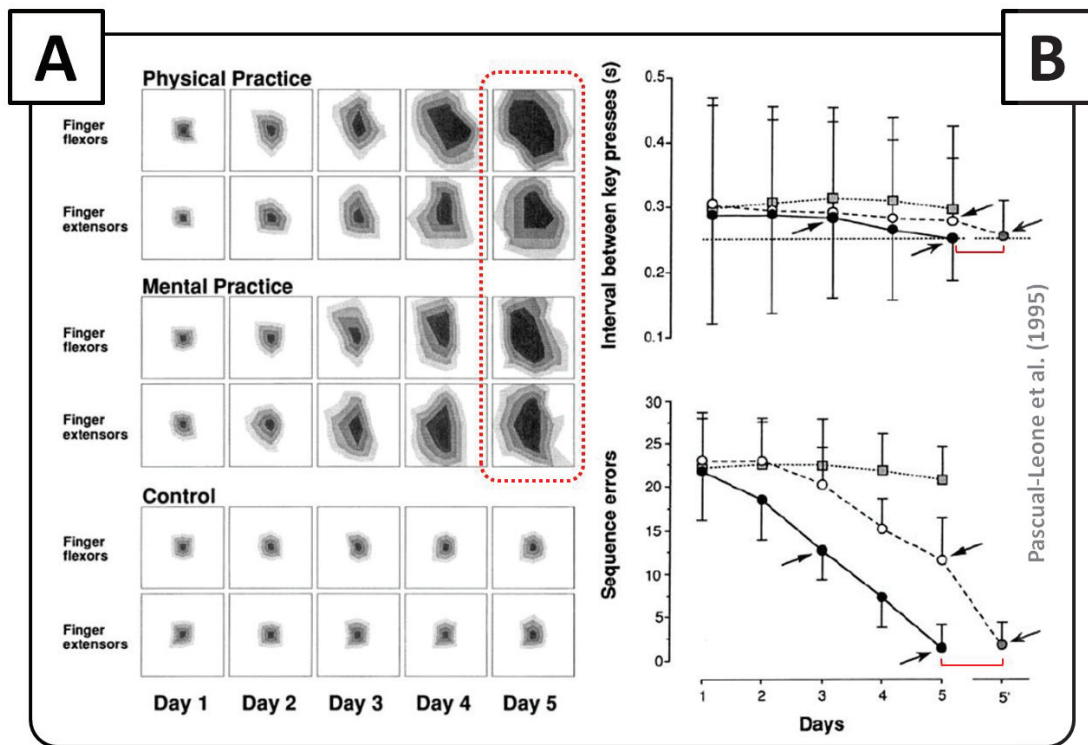 A
B
Physical Practice
Finger
flexors
Finger
extensors
Mental Practice
Finger
flexors
Finger
extensors
Control
Finger
flexors
Finger
extensors
Day 1 Day 2 Day 3 Day 4 Day 5
Interval between key presses (s)
0.5
0.4
0.3
0.2
0.1
Sequence errors
30
25
20
15
10
5
0
1 2 3 4 5 5'
Days
Pascual-Leone et al. (1995)